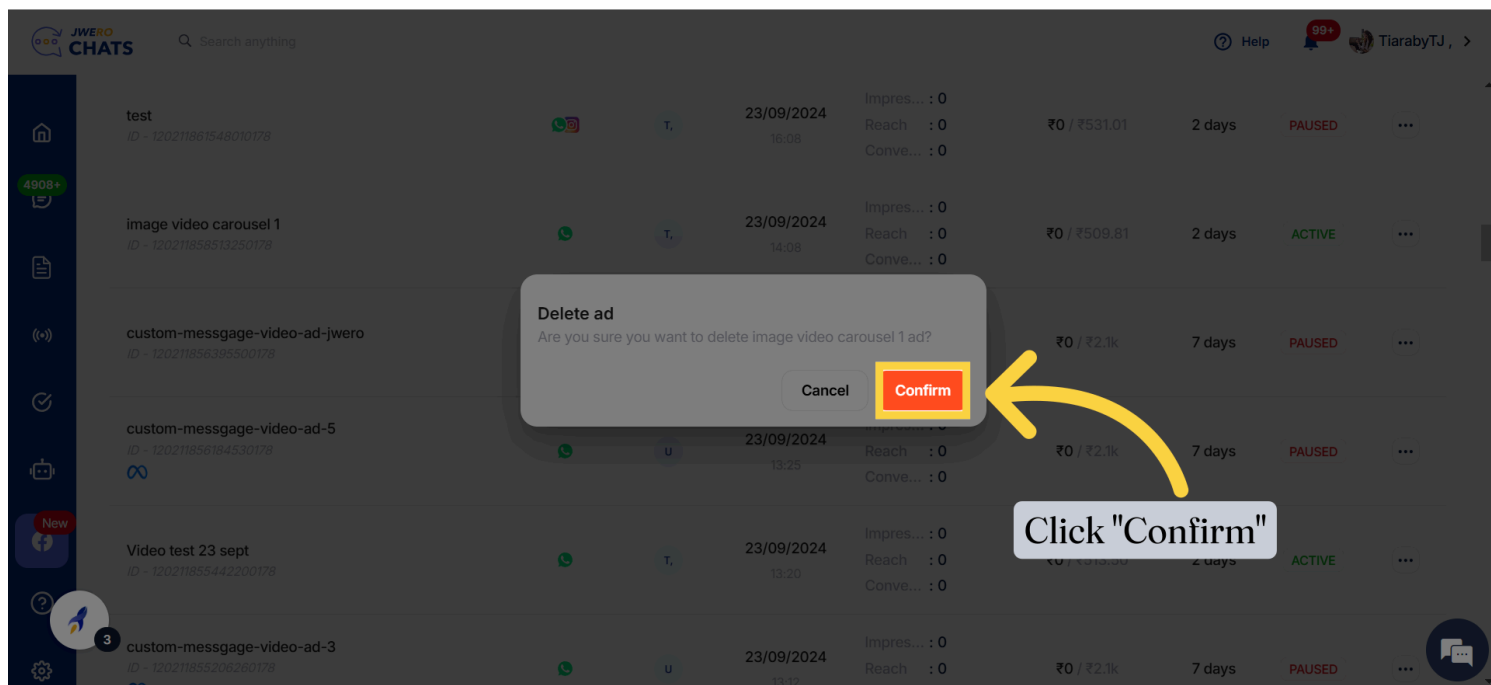 JWERO
CHATS
Search anything
Help
99+
TiarabyTJ ,
test
ID - 120211861548010178
T,
23/09/2024
16:08
Impres... : 0
Reach : 0
Conve... : 0
₹0 / ₹531.01
2 days
PAUSED
4908+
image video carousel 1
ID - 120211858513250178
T,
23/09/2024
14:08
Impres... : 0
Reach : 0
Conve... : 0
₹0 / ₹509.81
2 days
ACTIVE
Delete ad
Are you sure you want to delete image video carousel 1 ad?
Cancel
Confirm
custom-messgage-video-ad-jwero
ID - 120211856395500178
₹0 / ₹2.1k
7 days
PAUSED
custom-messgage-video-ad-5
ID - 120211856184530178
U
23/09/2024
13:25
Impres... : 0
Reach : 0
Conve... : 0
₹0 / ₹2.1k
7 days
PAUSED
Click "Confirm"
New
Video test 23 sept
ID - 120211855442200178
T,
23/09/2024
13:20
Impres... : 0
Reach : 0
Conve... : 0
2 days
ACTIVE
3
custom-messgage-video-ad-3
ID - 120211855206260178
U
23/09/2024
13:12
Impres... : 0
Reach : 0
₹0 / ₹2.1k
7 days
PAUSED